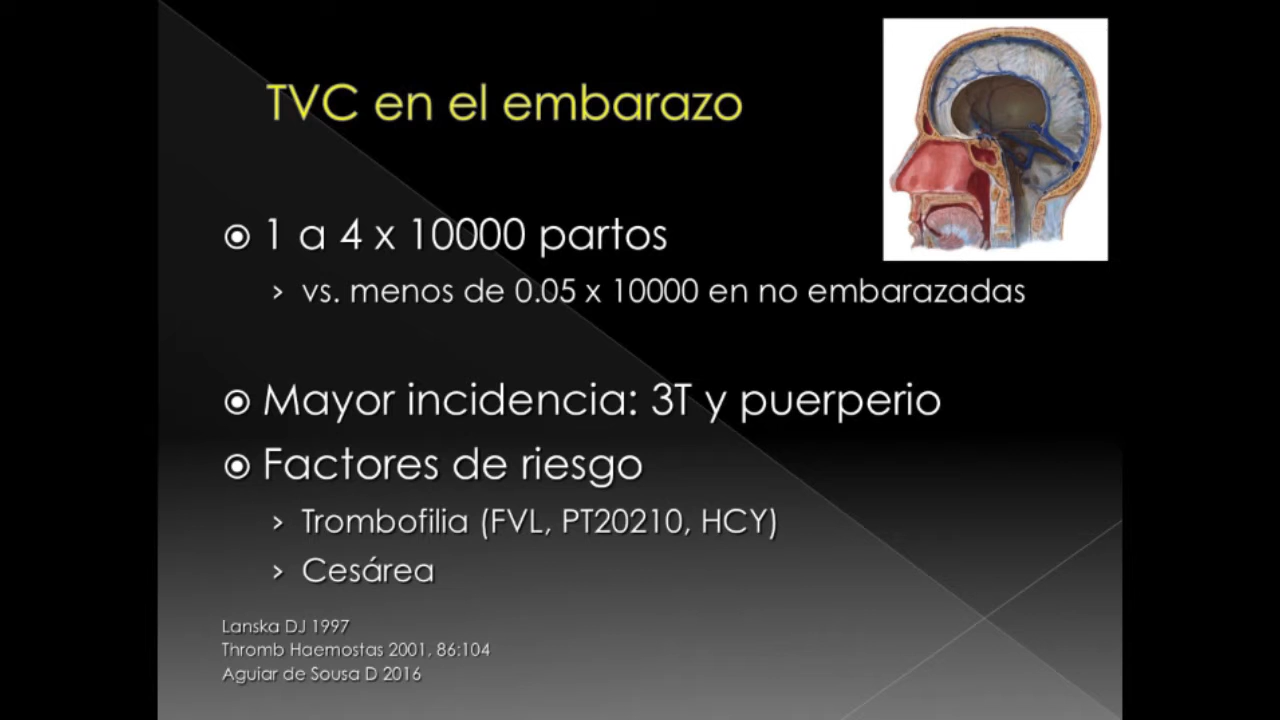 TVC en el embarazo
1 a 4 x 10000 partos
vs. menos de 0.05 x 10000 en no embarazadas
Mayor incidencia: 3T y puerperio
Factores de riesgo
Trombofilia (FVL, PT20210, HCY)
Cesárea
Lanska DJ 1997
Thromb Haemostas 2001, 86:104
Aguiar de Sousa D 2016